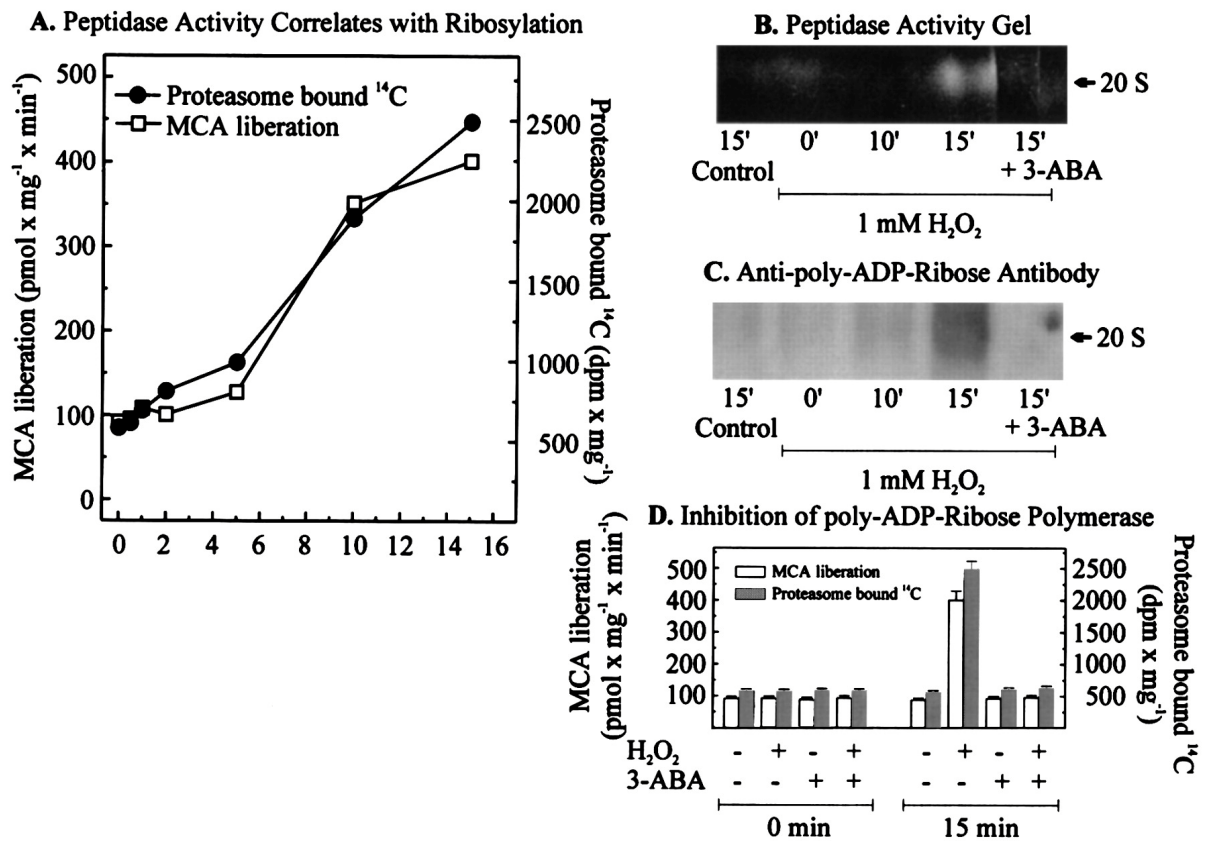 A. Peptidase Activity Correlates with Ribosylation
MCA liberation (pmol x mg⁻¹ x min⁻¹)
500
400
300
200
100
0
Proteasome bound ¹⁴C
MCA liberation
Proteasome bound ¹⁴C (dpm x mg⁻¹)
2500
2000
1500
1000
500
0 2 4 6 8 10 12 14 16
B. Peptidase Activity Gel
20 S
15' 0' 10' 15' 15'
Control + 3-ABA
1 mM H₂O₂
C. Anti-poly-ADP-Ribose Antibody
20 S
15' 0' 10' 15' 15'
Control + 3-ABA
1 mM H₂O₂
D. Inhibition of poly-ADP-Ribose Polymerase
MCA liberation
(pmol x mg⁻¹ x min⁻¹)
500
400
300
200
100
MCA liberation
Proteasome bound ¹⁴C
2500
2000
1500
1000
500
Proteasome bound ¹⁴C
(dpm x mg⁻¹)
H₂O₂ - + - + - + - +
3-ABA - - + + - - + +
0 min 15 min